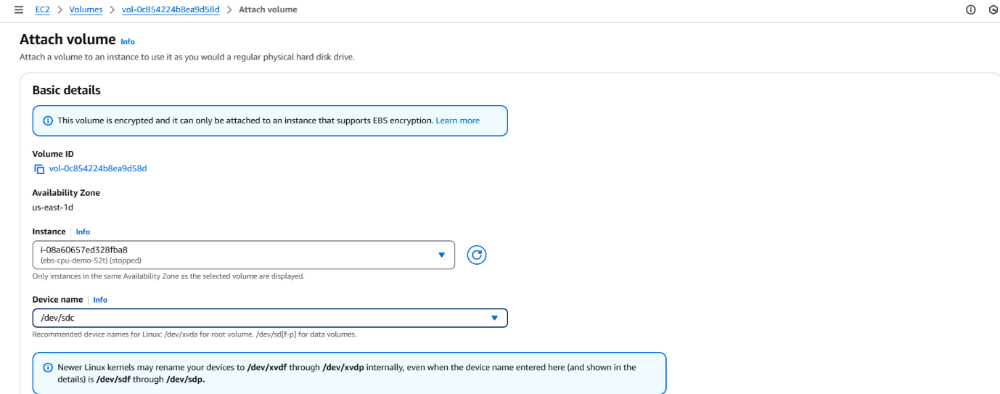 EC2 > Volumes > vol-0c854224b8ea9d58d > Attach volume
Attach volume Info
Attach a volume to an instance to use it as you would a regular physical hard disk drive.
Basic details
This volume is encrypted and it can only be attached to an instance that supports EBS encryption. Learn more
Volume ID
vol-0c854224b8ea9d58d
Availability Zone
us-east-1d
Instance | Info
i-08a60657ed328fba8
(ebs-cpu-demo-52t) (stopped)
Only instances in the same Availability Zone as the selected volume are displayed.
Device name | Info
/dev/sdc
Recommended device names for Linux: /dev/xvda for root volume. /dev/sd[f-p] for data volumes.
Newer Linux kernels may rename your devices to /dev/xvdf through /dev/xvdp internally, even when the device name entered here (and shown in the
details) is /dev/sdf through /dev/sdp.